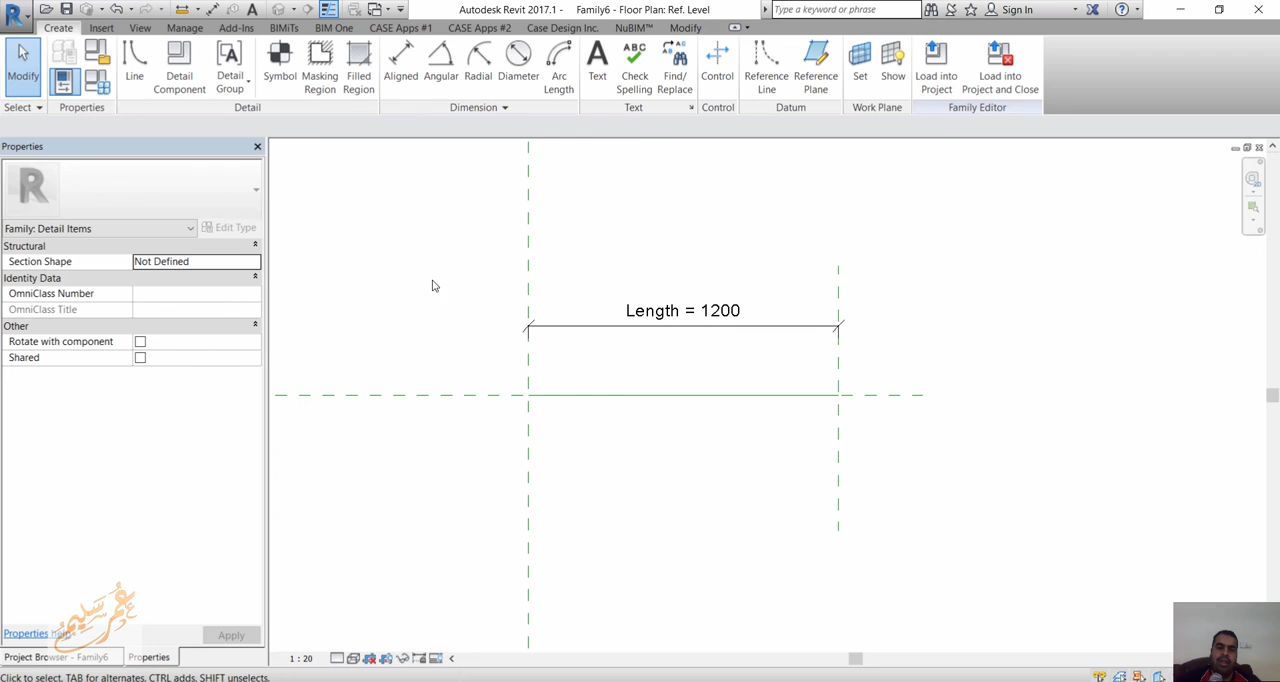 Autodesk Revit 2017.1 - Family6 - Floor Plan: Ref. Level
Type a keyword or phrase
Sign In
Create Insert View Manage Add-Ins BIMiTs BIM One CASE Apps #1 CASE Apps #2 Case Design Inc. NuBIM™ Modify
Modify
Line
Detail Component
Detail Group
Symbol
Masking Region
Filled Region
Aligned
Angular
Radial
Diameter
Arc Length
Text
Check Spelling
Find/ Replace
Control
Reference Line
Reference Plane
Set
Show
Load into Project
Load into Project and Close
Select Properties Detail Dimension Text Control Datum Work Plane Family Editor
Properties
R
Family: Detail Items
Edit Type
Structural
Section Shape Not Defined
Identity Data
OmniClass Number
OmniClass Title
Other
Rotate with component
Shared
Length = 1200
عمر سليم
Properties help
Apply
Project Browser - Family6 Properties
1 : 20
Click to select, TAB for alternates, CTRL adds, SHIFT unselects.